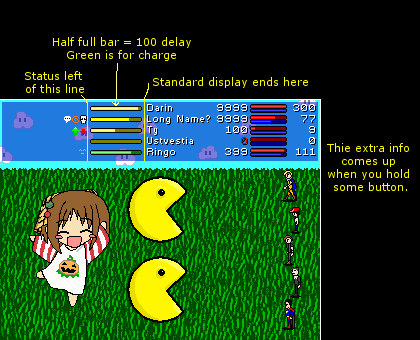 Half full bar = 100 delay
Green is for charge
Status left
of this line
Standard display ends here
Darin 9999 300
Long Name? 9999 77
Ty 100 9
Ustvestia 0
Ringo 399 111
Thie extra info
comes up
when you hold
some button.